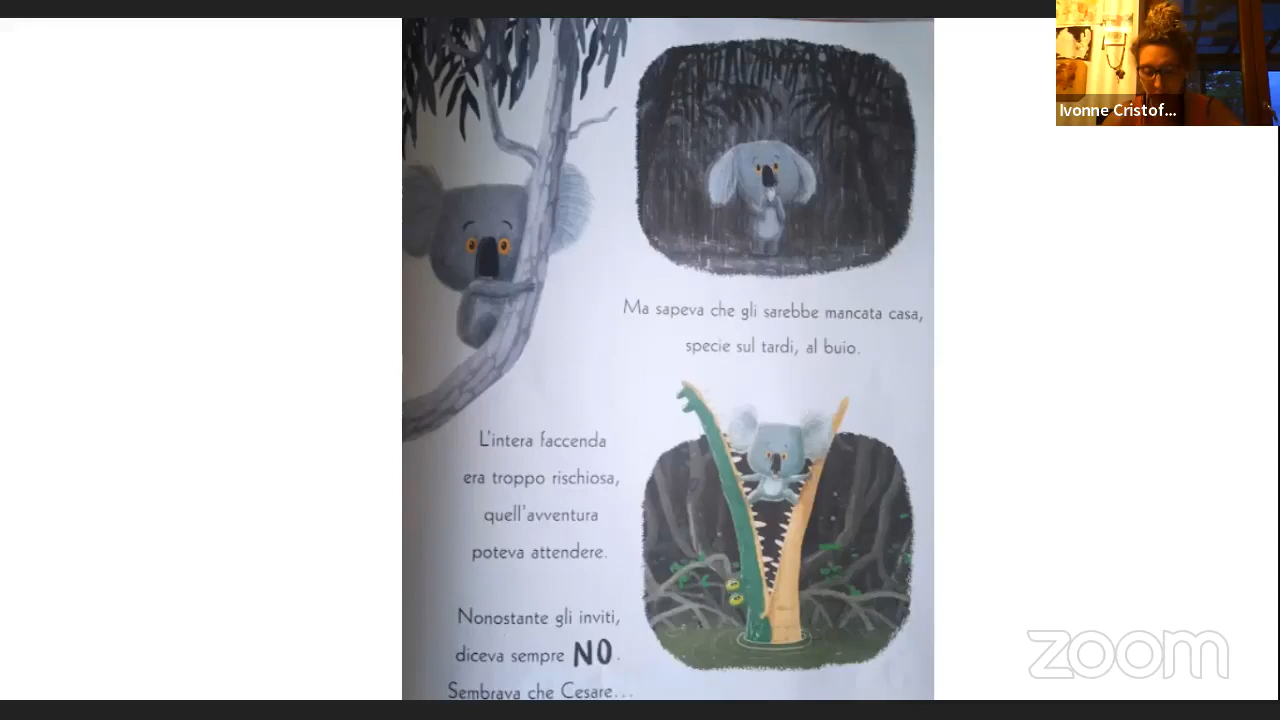 Ma sapeva che gli sarebbe mancata casa,
specie sul tardi, al buio.
L'intera faccenda
era troppo rischiosa,
quell'avventura
poteva attendere.
Nonostante gli inviti,
diceva sempre NO.
Sembrava che Cesare...
Ivonne Cristof...
zoom